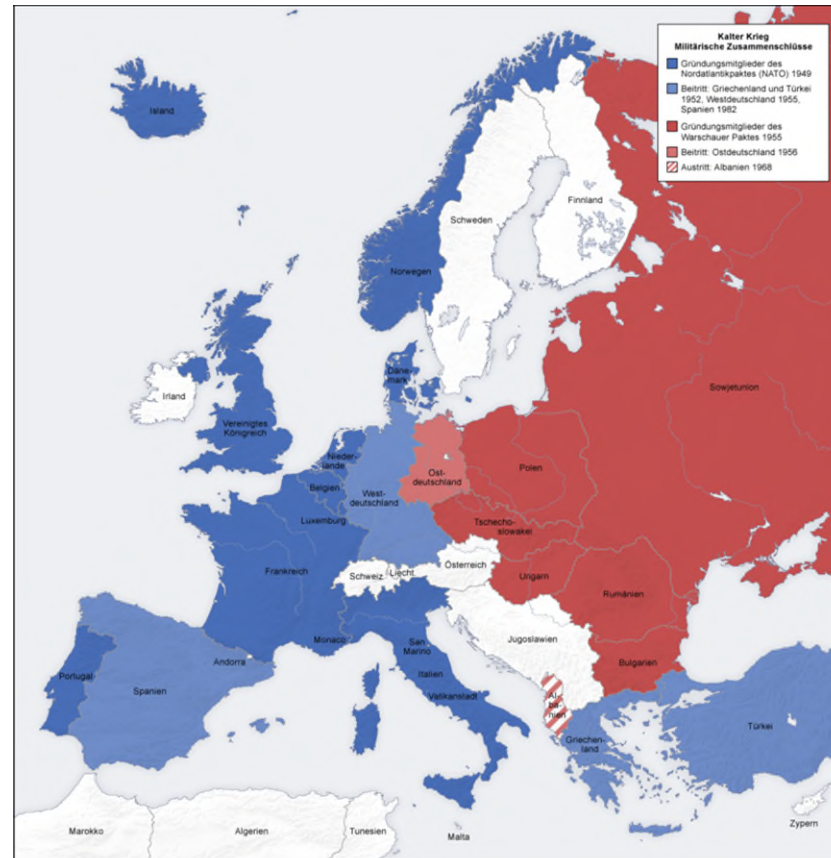 Kalter Krieg
Militärische Zusammenschlüsse
Gründungsmitglieder des
Nordatlantikpaktes (NATO) 1949
Beitritt: Griechenland und Türkei
1952, Westdeutschland 1955,
Spanien 1982
Gründungsmitglieder des
Warschauer Paktes 1955
Beitritt: Ostdeutschland 1956
Austritt: Albanien 1968
Island
Finnland
Schweden
Norwegen
Däne-
mark
Sowjetunion
Irland
Vereinigtes
Königreich
Nieder-
lande
Belgien
Ost-
deutschland
Polen
West-
deutschland
Luxemburg
Tschecho-
slowakei
Österreich
Liecht.
Schweiz
Frankreich
Ungarn
Rumänien
Jugoslawien
Monaco
San
Marino
Bulgarien
Andorra
Italien
Portugal
Spanien
Vatikanstadt
Al-
ba-
nien
Türkei
Griechen-
land
Marokko
Algerien
Tunesien
Malta
Zypern